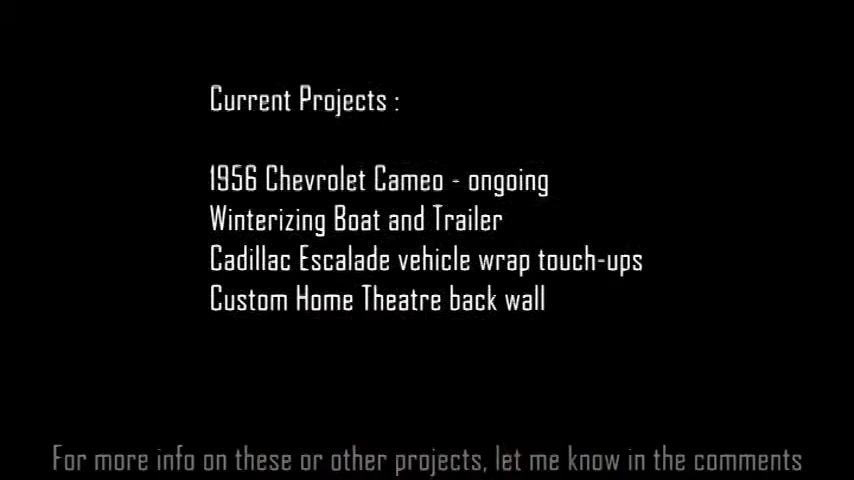 Current Projects :
1956 Chevrolet Cameo - ongoing
Winterizing Boat and Trailer
Cadillac Escalade vehicle wrap touch-ups
Custom Home Theatre back wall
For more info on these or other projects, let me know in the comments